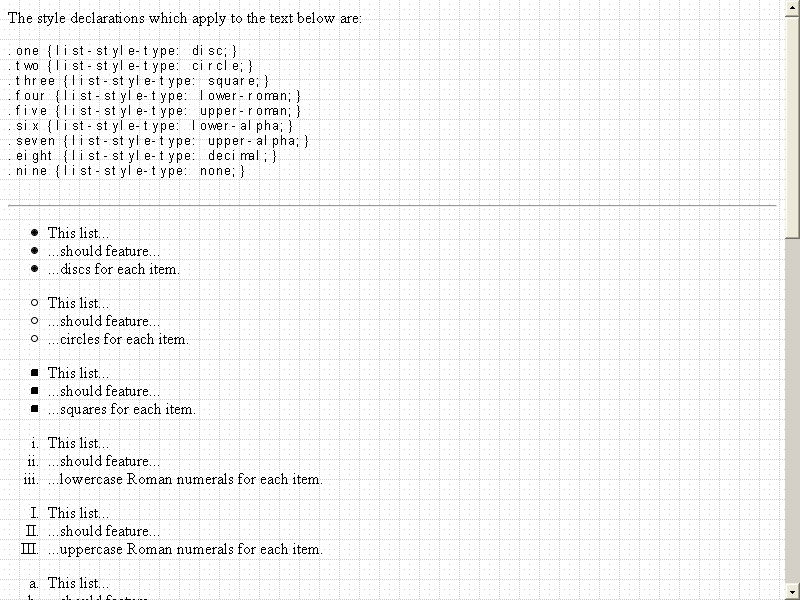 The style declarations which apply to the text below are:
.one {list-style-type: disc;}
.two {list-style-type: circle;}
.three {list-style-type: square;}
.four {list-style-type: lower-roman;}
.five {list-style-type: upper-roman;}
.six {list-style-type: lower-alpha;}
.seven {list-style-type: upper-alpha;}
.eight {list-style-type: decimal;}
.nine {list-style-type: none;}
This list...
...should feature...
...discs for each item.
This list...
...should feature...
...circles for each item.
This list...
...should feature...
...squares for each item.
i. This list...
ii. ...should feature...
iii. ...lowercase Roman numerals for each item.
I. This list...
II. ...should feature...
III. ...uppercase Roman numerals for each item.
a. This list...